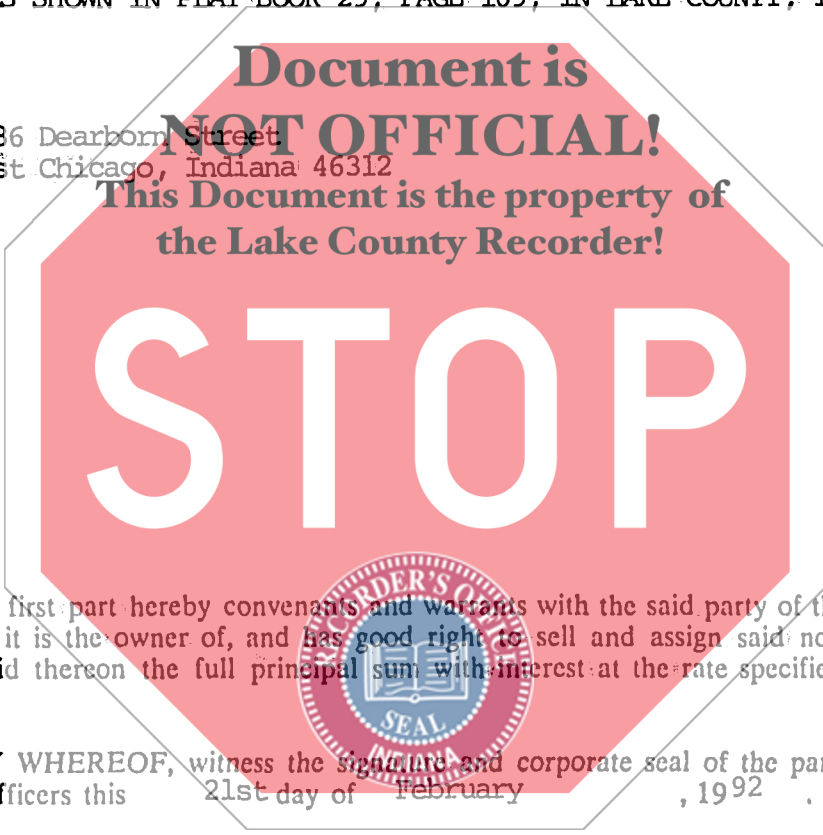 SHOWN IN PLAT BOOK 29, PAGE 109, IN LAKE COUNTY,
Document is
NOT OFFICIAL!
36 Dearborn Street
st Chicago, Indiana 46312
This Document is the property of
the Lake County Recorder!
STOP
first part hereby convenants and warrants with the said party of th
it is the owner of, and has good right to sell and assign said no
id thereon the full principal sum with interest at the rate specifie
RECORDER'S OFFICE
SEAL
INDIANA
WHEREOF, witness the signature and corporate seal of the par
fficers this 21st day of February , 1992 .